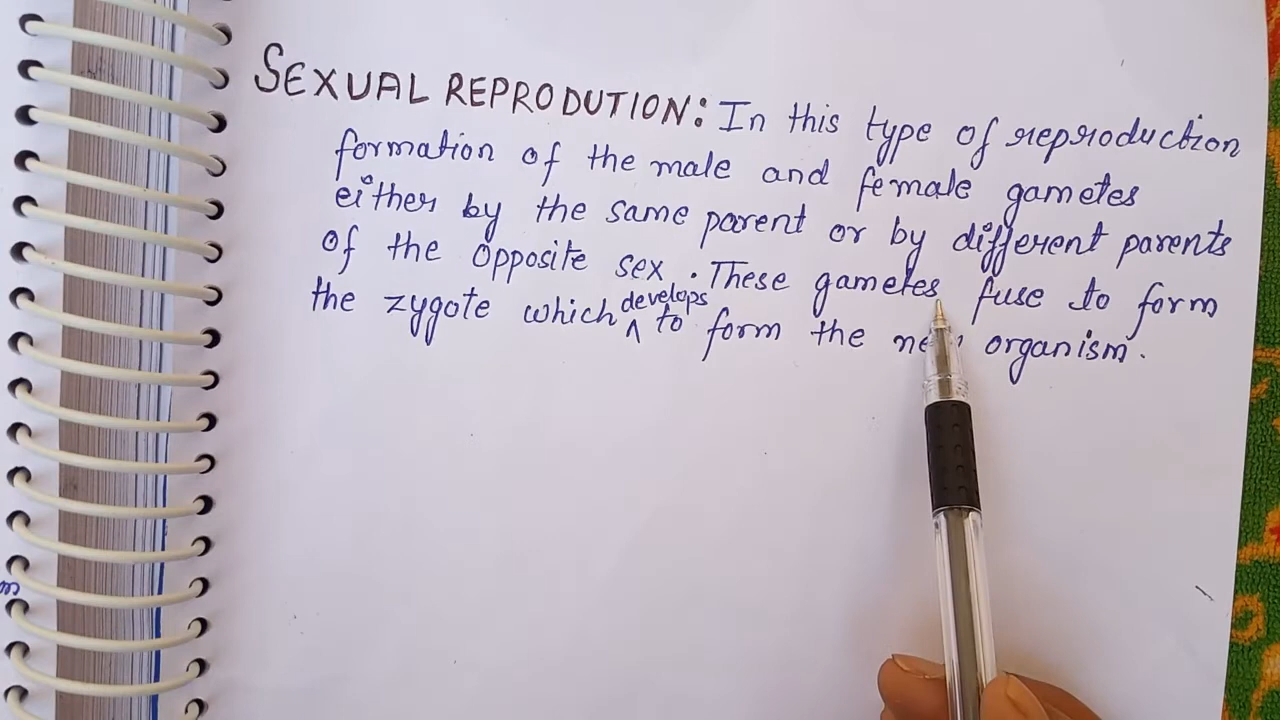 SEXUAL REPRODUTION: In this type of reproduction
formation of the male and female gametes
either by the same parent or by different parents
of the opposite sex. These gametes fuse to form
the zygote which develops to form the new organism.